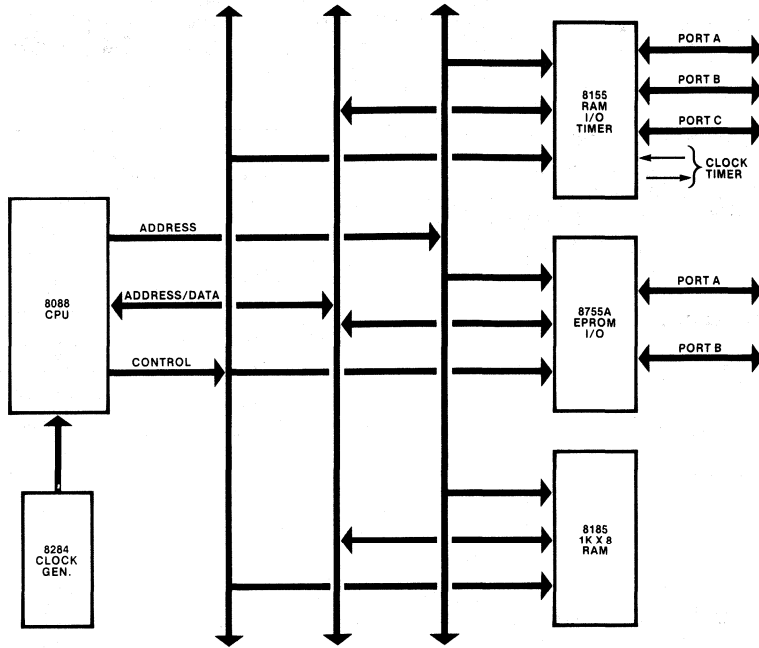 8155
RAM
I/O
TIMER
PORT A
PORT B
PORT C
CLOCK
TIMER
8088
CPU
ADDRESS
ADDRESS/DATA
CONTROL
8755A
EPROM
I/O
PORT A
PORT B
8284
CLOCK
GEN.
8185
1K X 8
RAM